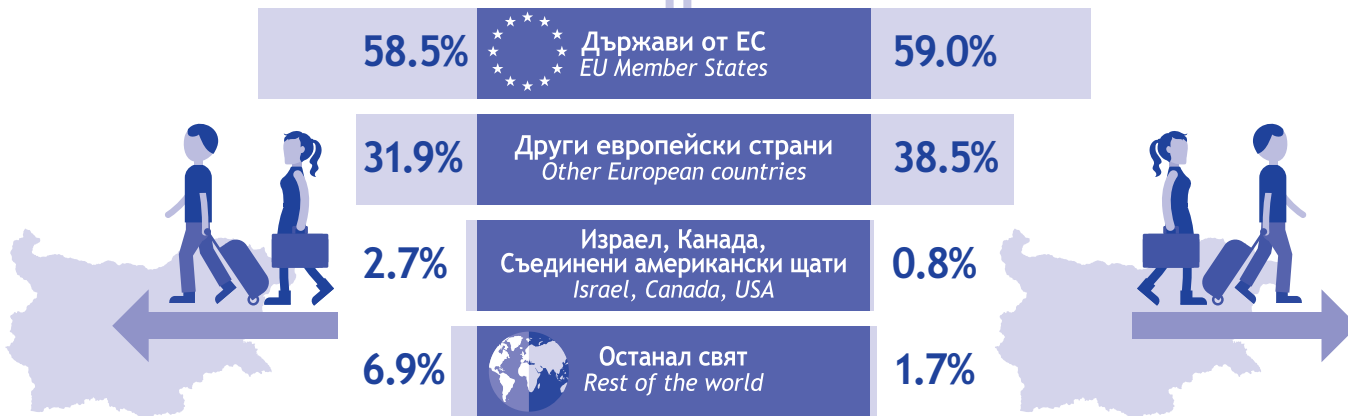 58.5%
Държави от ЕС
EU Member States
59.0%
31.9%
Други европейски страни
Other European countries
38.5%
2.7%
Израел, Канада,
Съединени американски щати
Israel, Canada, USA
0.8%
6.9%
Останал свят
Rest of the world
1.7%